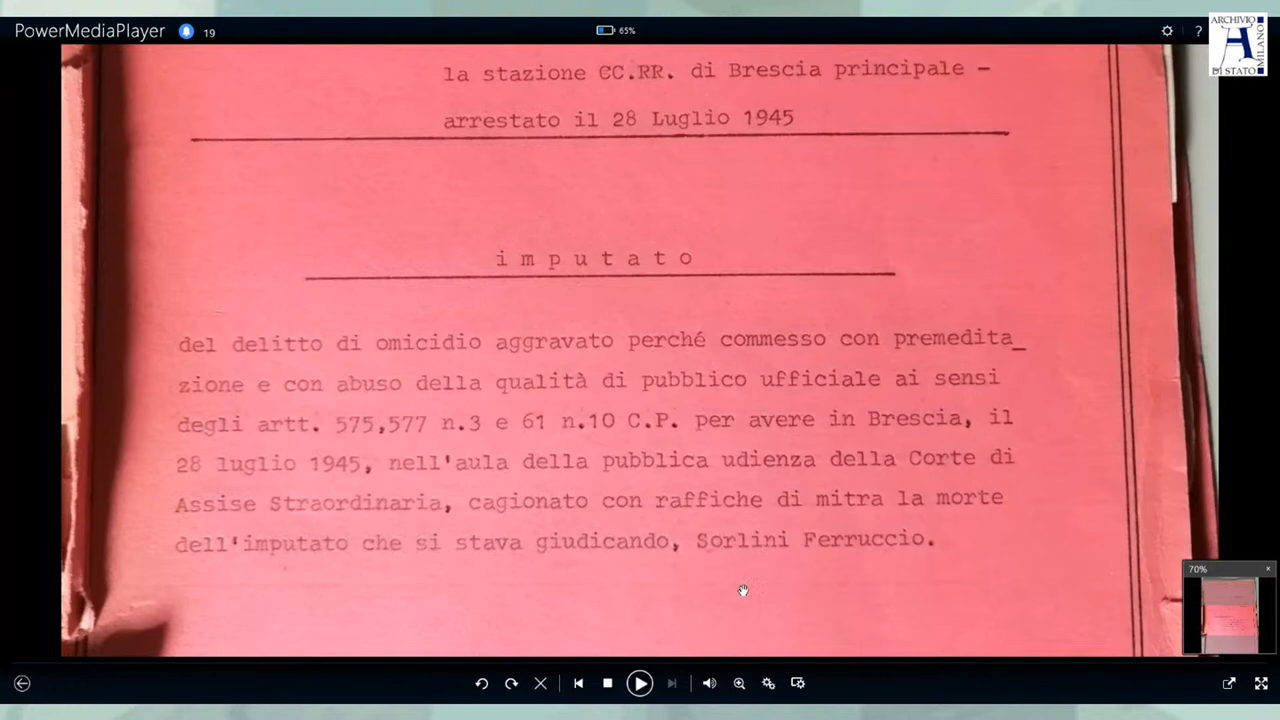 PowerMediaPlayer 19 65% ?
ARCHIVIO
DI STATO
MILANO
la stazione CC.RR. di Brescia principale -
arrestato il 28 Luglio 1945
imputato
del delitto di omicidio aggravato perché commesso con premedita_
zione e con abuso della qualità di pubblico ufficiale ai sensi
degli artt. 575,577 n.3 e 61 n.10 C.P. per avere in Brescia, il
28 luglio 1945, nell'aula della pubblica udienza della Corte di
Assise Straordinaria, cagionato con raffiche di mitra la morte
dell'imputato che si stava giudicando, Sorlini Ferruccio.
70%